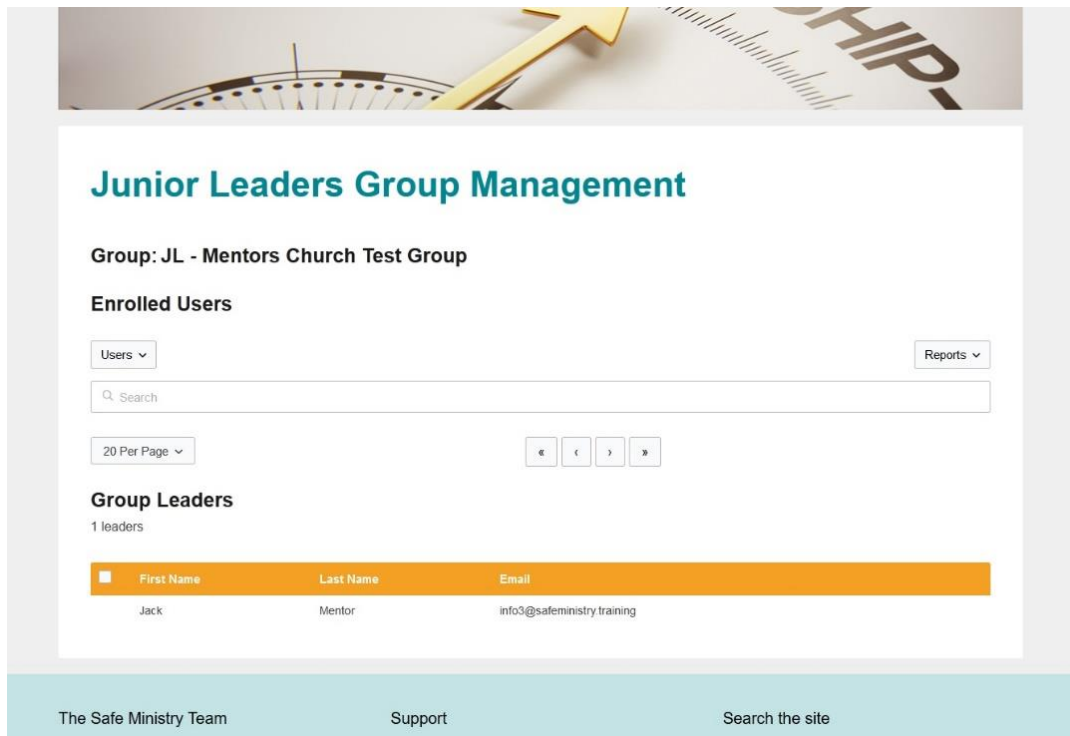 SHIP
Junior Leaders Group Management
Group: JL - Mentors Church Test Group
Enrolled Users
Users
Reports
Search
20 Per Page
« ‹ › »
Group Leaders
1 leaders
First Name Last Name Email
Jack Mentor info3@safeministry.training
The Safe Ministry Team Support Search the site